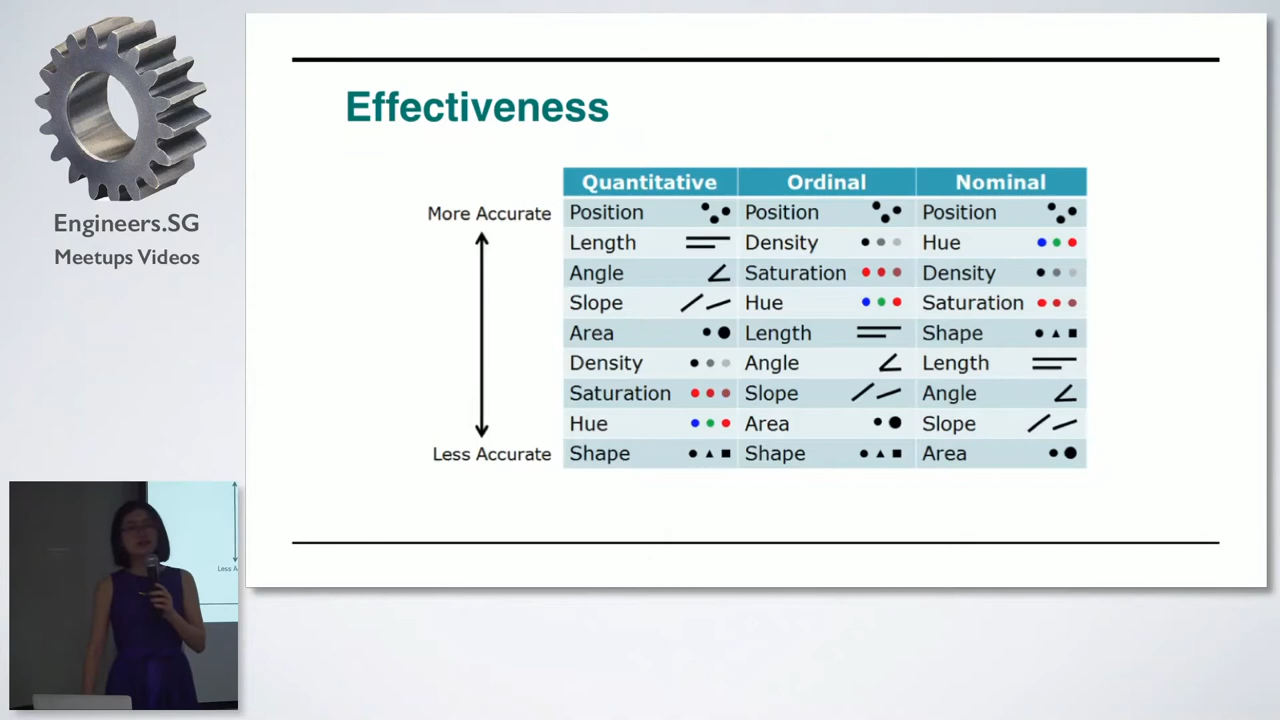 Engineers.SG
Meetups Videos
Effectiveness
Quantitative Ordinal Nominal
More Accurate Position Position Position
Length Density Hue
Angle Saturation Density
Slope Hue Saturation
Area Length Shape
Density Angle Length
Saturation Slope Angle
Hue Area Slope
Less Accurate Shape Shape Area
Less A